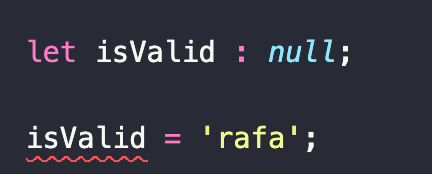 let isValid : null;
isValid = 'rafa';